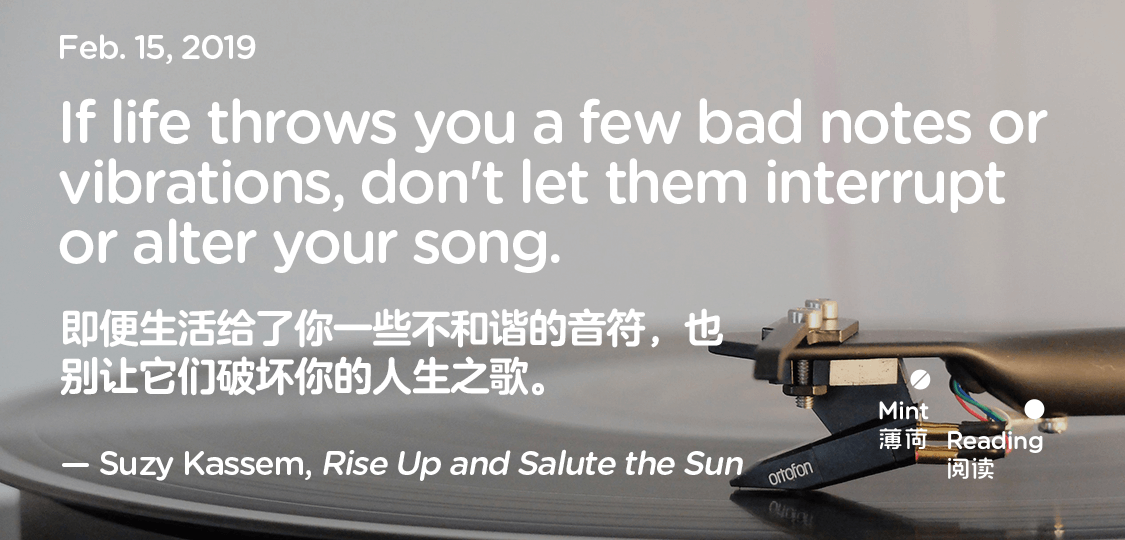 Feb. 15, 2019
If life throws you a few bad notes or
vibrations, don't let them interrupt
or alter your song.
即便生活给了你一些不和谐的音符，也
别让它们破坏你的人生之歌。
— Suzy Kassem, Rise Up and Salute the Sun
Mint
薄荷
Reading
阅读
ortofon